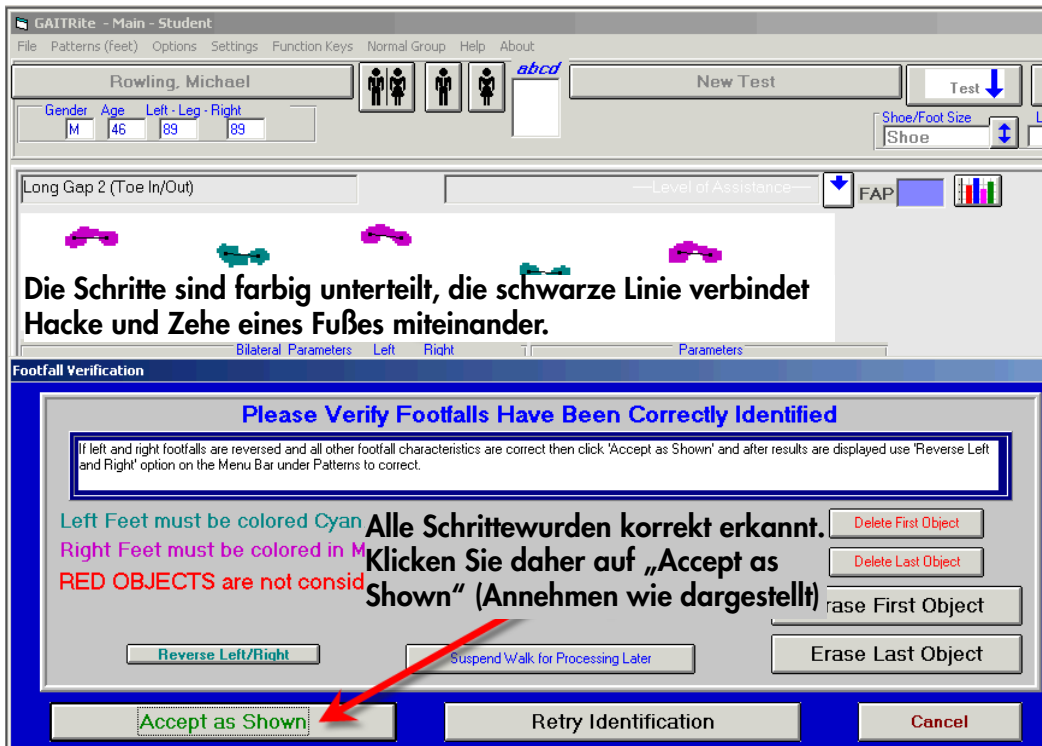 GAITRite - Main - Student
File Patterns (feet) Options Settings Function Keys Normal Group Help About
Rowling, Michael
abcd
New Test
Test
Gender Age Left - Leg - Right
M 46 89 89
Shoe/Foot Size
Shoe
Long Gap 2 (Toe In/Out)
Level of Assistance
FAP
Die Schritte sind farbig unterteilt, die schwarze Linie verbindet
Hacke und Zehe eines Fußes miteinander.
Bilateral Parameters Left Right
Parameters
Footfall Verification
Please Verify Footfalls Have Been Correctly Identified
If left and right footfalls are reversed and all other footfall characteristics are correct then click 'Accept as Shown' and after results are displayed use 'Reverse Left
and Right' option on the Menu Bar under Patterns to correct.
Left Feet must be colored Cyan
Right Feet must be colored in M
RED OBJECTS are not consid
Alle Schrittewurden korrekt erkannt.
Klicken Sie daher auf „Accept as
Shown“ (Annehmen wie dargestellt)
Delete First Object
Delete Last Object
rase First Object
Erase Last Object
Reverse Left/Right
Suspend Walk for Processing Later
Accept as Shown
Retry Identification
Cancel